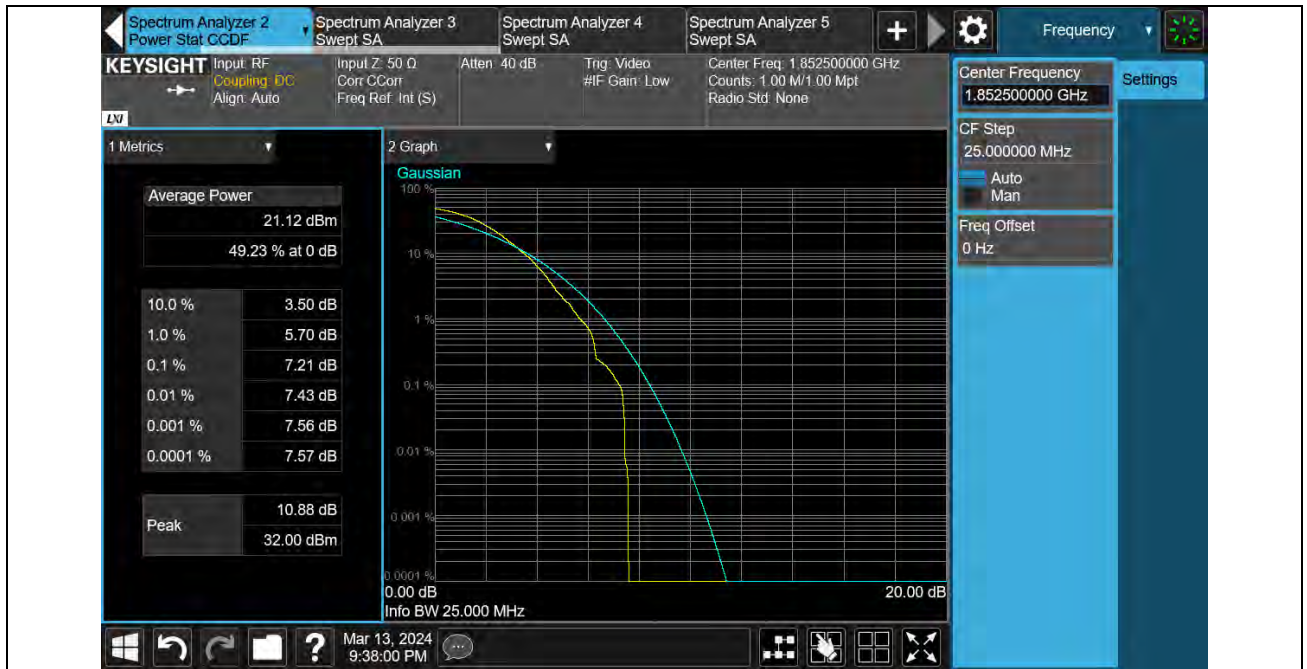 Spectrum Analyzer 2
Power Stat CCDF
Spectrum Analyzer 3
Swept SA
Spectrum Analyzer 4
Swept SA
Spectrum Analyzer 5
Swept SA
+
Frequency
KEYSIGHT
LXI
Input: RF
Coupling: DC
Align: Auto
Input Z: 50 Ω
Corr CCorr
Freq Ref: Int (S)
Atten: 40 dB
Trig: Video
#IF Gain: Low
Center Freq: 1.852500000 GHz
Counts: 1.00 M/1.00 Mpt
Radio Std: None
Center Frequency
1.852500000 GHz
Settings
CF Step
25.000000 MHz
Auto
Man
Freq Offset
0 Hz
1 Metrics
Average Power
21.12 dBm
49.23 % at 0 dB
10.0 % 3.50 dB
1.0 % 5.70 dB
0.1 % 7.21 dB
0.01 % 7.43 dB
0.001 % 7.56 dB
0.0001 % 7.57 dB
Peak
10.88 dB
32.00 dBm
2 Graph
Gaussian
100 %
10 %
1 %
0.1 %
0.01 %
0.001 %
0.0001 %
0.00 dB
20.00 dB
Info BW 25.000 MHz
?
Mar 13, 2024
9:38:00 PM